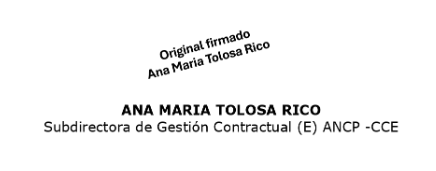 Original firmado
Ana Maria Tolosa Rico
ANA MARIA TOLOSA RICO
Subdirectora de Gestión Contractual (E) ANCP -CCE